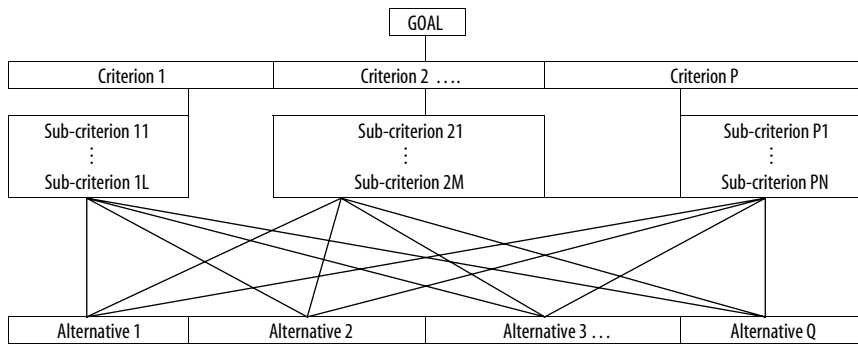 GOAL
Criterion 1 Criterion 2 …. Criterion P
Sub-criterion 11 Sub-criterion 21 Sub-criterion P1
⋮ ⋮ ⋮
Sub-criterion 1L Sub-criterion 2M Sub-criterion PN
Alternative 1 Alternative 2 Alternative 3 … Alternative Q